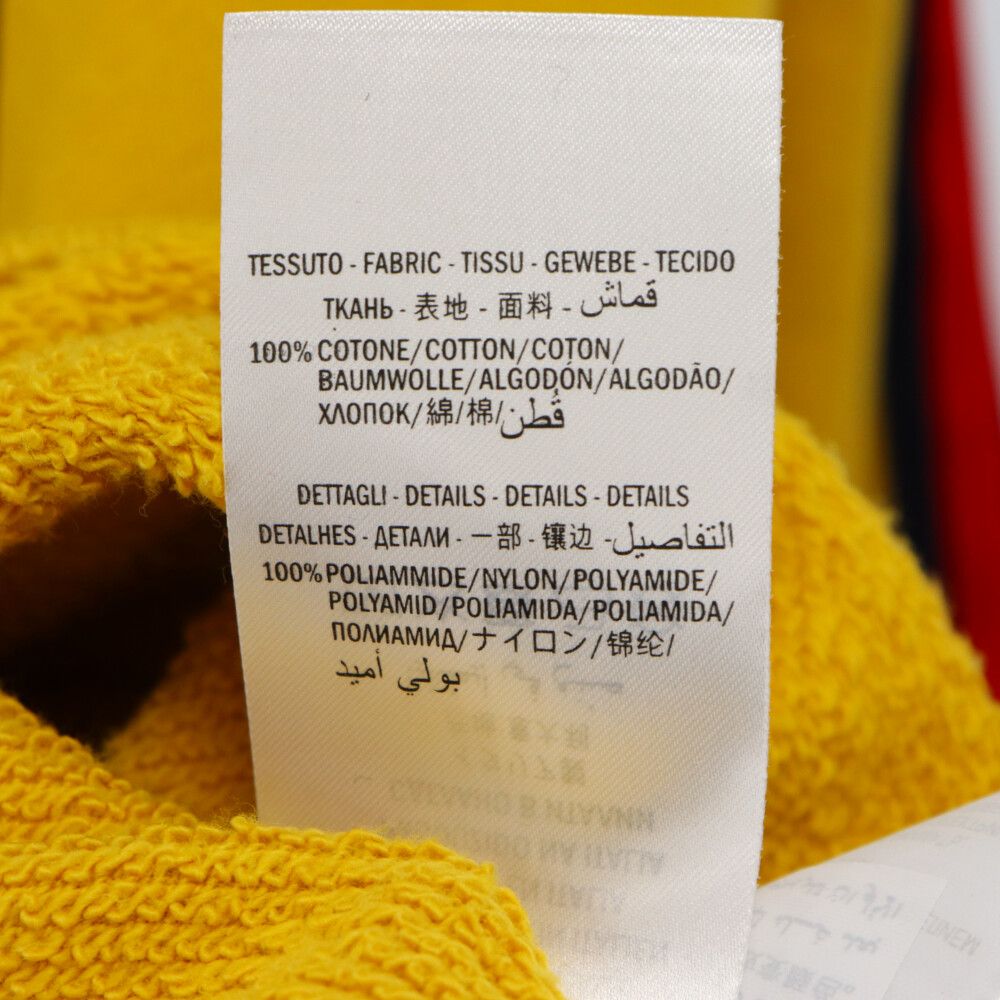 TESSUTO - FABRIC - TISSU - GEWEBE - TECIDO
ТКАНЬ - 表地 - 面料 - قماش
100% COTONE/COTTON/COTON/
BAUMWOLLE/ALGODÓN/ALGODÃO/
ХЛОПОК/綿/棉/قُطن
DETTAGLI - DETAILS - DETAILS - DETAILS
DETALHES - ДЕТАЛИ - 一部 - 镶边 - التفاصيل
100% POLIAMMIDE/NYLON/POLYAMIDE/
POLYAMID/POLIAMIDA/POLIAMIDA/
ПОЛИАМИД/ナイロン/锦纶/
بولي أميد